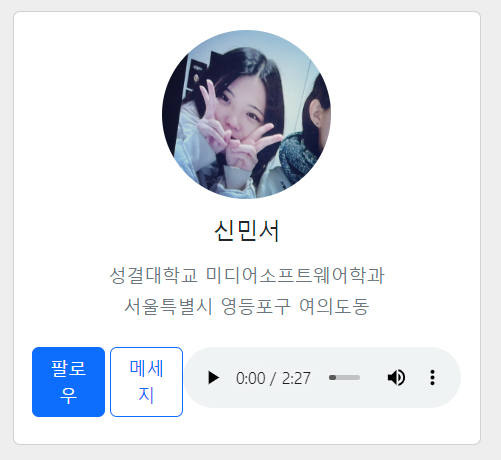 신민서
성결대학교 미디어소프트웨어학과
서울특별시 영등포구 여의도동
팔로
우
메세
지
0:00 / 2:27